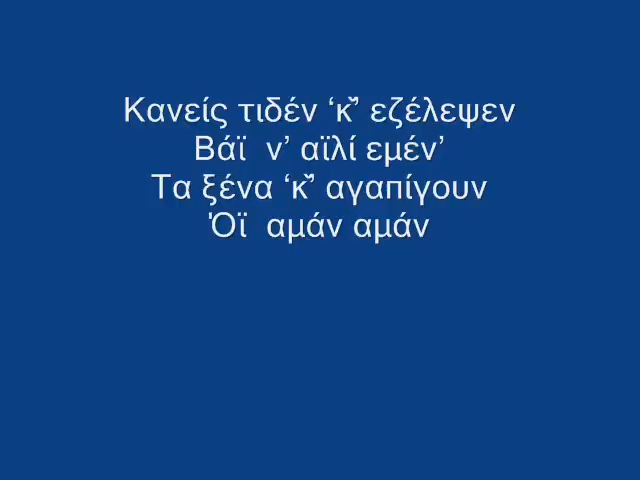 Κανείς τιδέν ‘κ̌’ εζέλεψεν
Βάϊ  ν’ αϊλί εμέν’
Τα ξένα ‘κ̌’ αγαπίγουν
Όϊ  αμάν αμάν